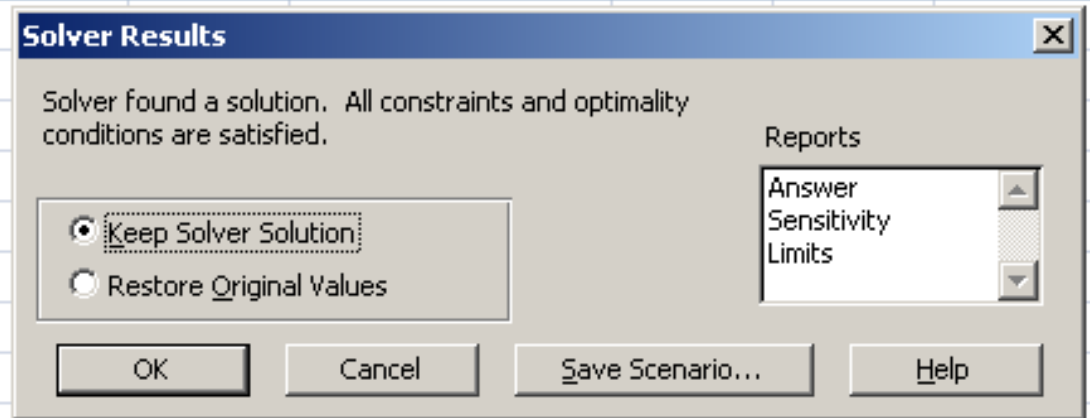 Solver Results
Solver found a solution. All constraints and optimality
conditions are satisfied.
Reports
Answer
Sensitivity
Limits
Keep Solver Solution
Restore Original Values
OK
Cancel
Save Scenario...
Help